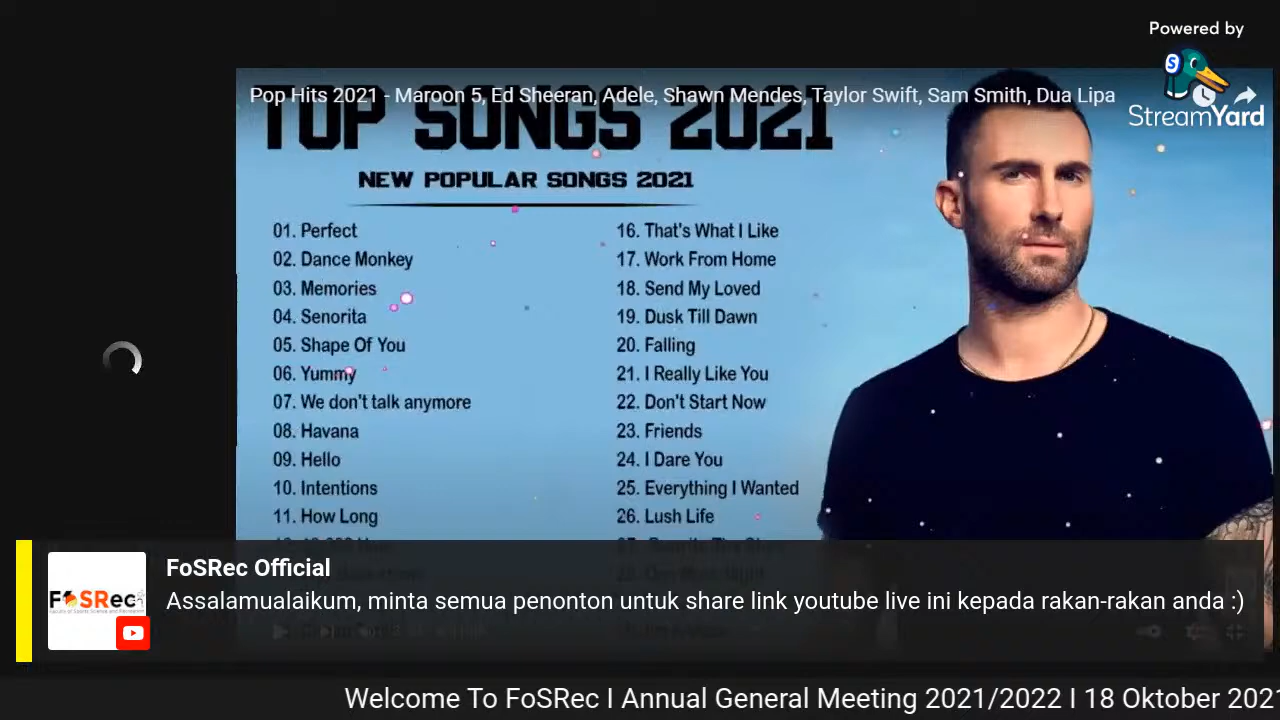 Powered by
StreamYard
Pop Hits 2021 - Maroon 5, Ed Sheeran, Adele, Shawn Mendes, Taylor Swift, Sam Smith, Dua Lipa
TOP SONGS 2021
NEW POPULAR SONGS 2021
01. Perfect
02. Dance Monkey
03. Memories
04. Senorita
05. Shape Of You
06. Yummy
07. We don't talk anymore
08. Havana
09. Hello
10. Intentions
11. How Long
16. That's What I Like
17. Work From Home
18. Send My Loved
19. Dusk Till Dawn
20. Falling
21. I Really Like You
22. Don't Start Now
23. Friends
24. I Dare You
25. Everything I Wanted
26. Lush Life
FoSRec
FoSRec Official
Assalamualaikum, minta semua penonton untuk share link youtube live ini kepada rakan-rakan anda :)
Welcome To FoSRec I Annual General Meeting 2021/2022 I 18 Oktober 202